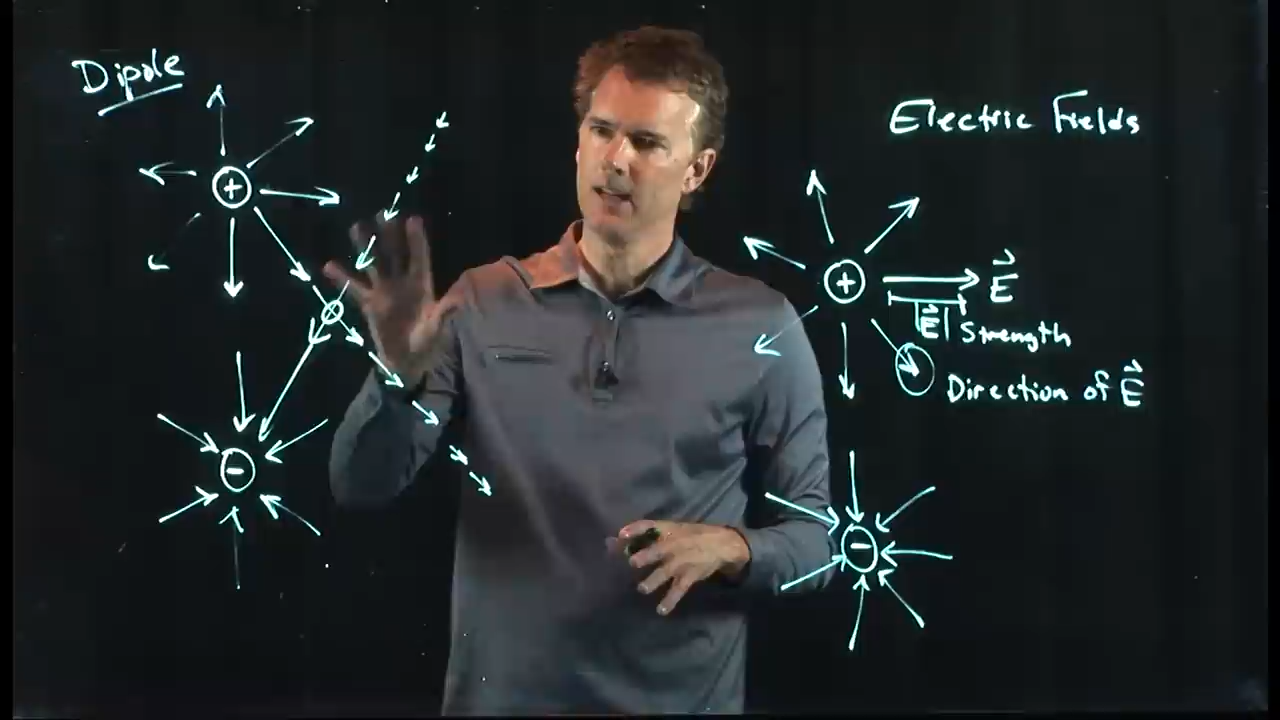 Dipole
+
-
Electric Fields
+
E⃗
|E⃗| Strength
Direction of E⃗
-